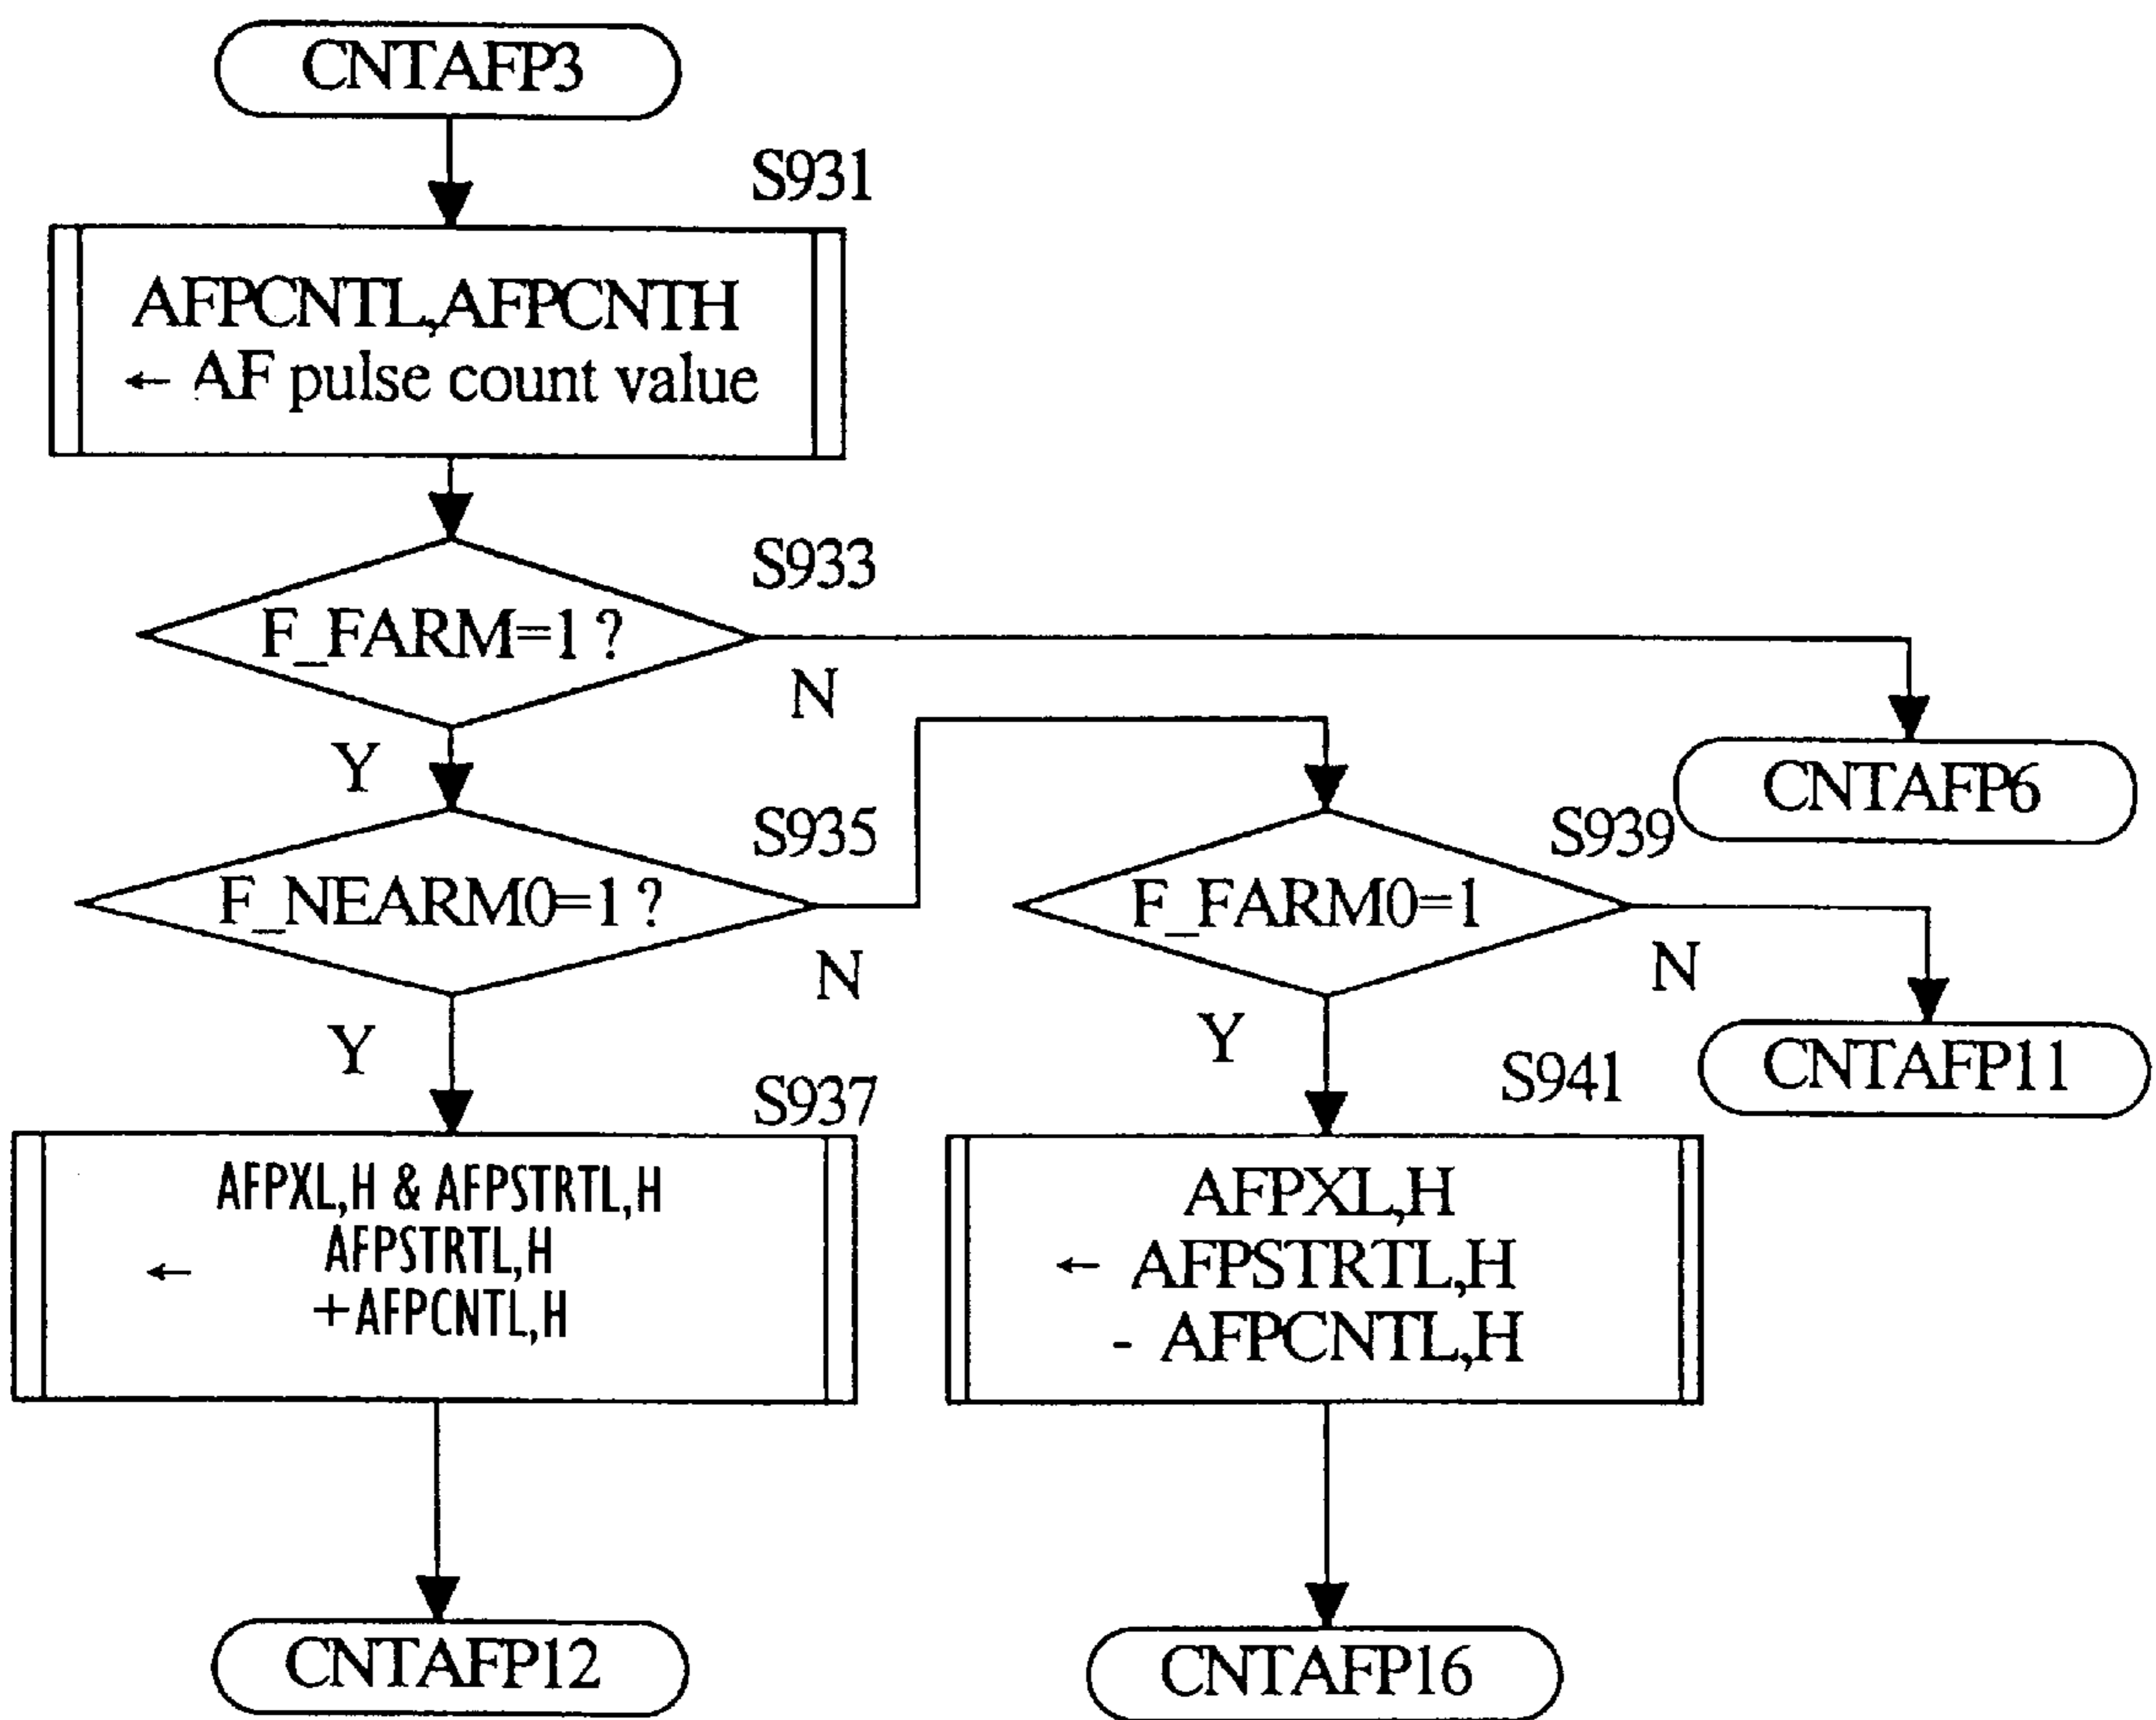 CNTAFP3
S931
AFPCNTL,AFPCNTH
← AF pulse count value
S933
F_FARM=1 ?
N
Y
CNTAFP6
S935
F_NEARM0=1 ?
N
Y
S939
F_FARM0=1
N
Y
CNTAFP11
S937
AFPXL,H & AFPSTRTL,H
← AFPSTRTL,H
+AFPCNTL,H
S941
AFPXL,H
← AFPSTRTL,H
- AFPCNTL,H
CNTAFP12
CNTAFP16